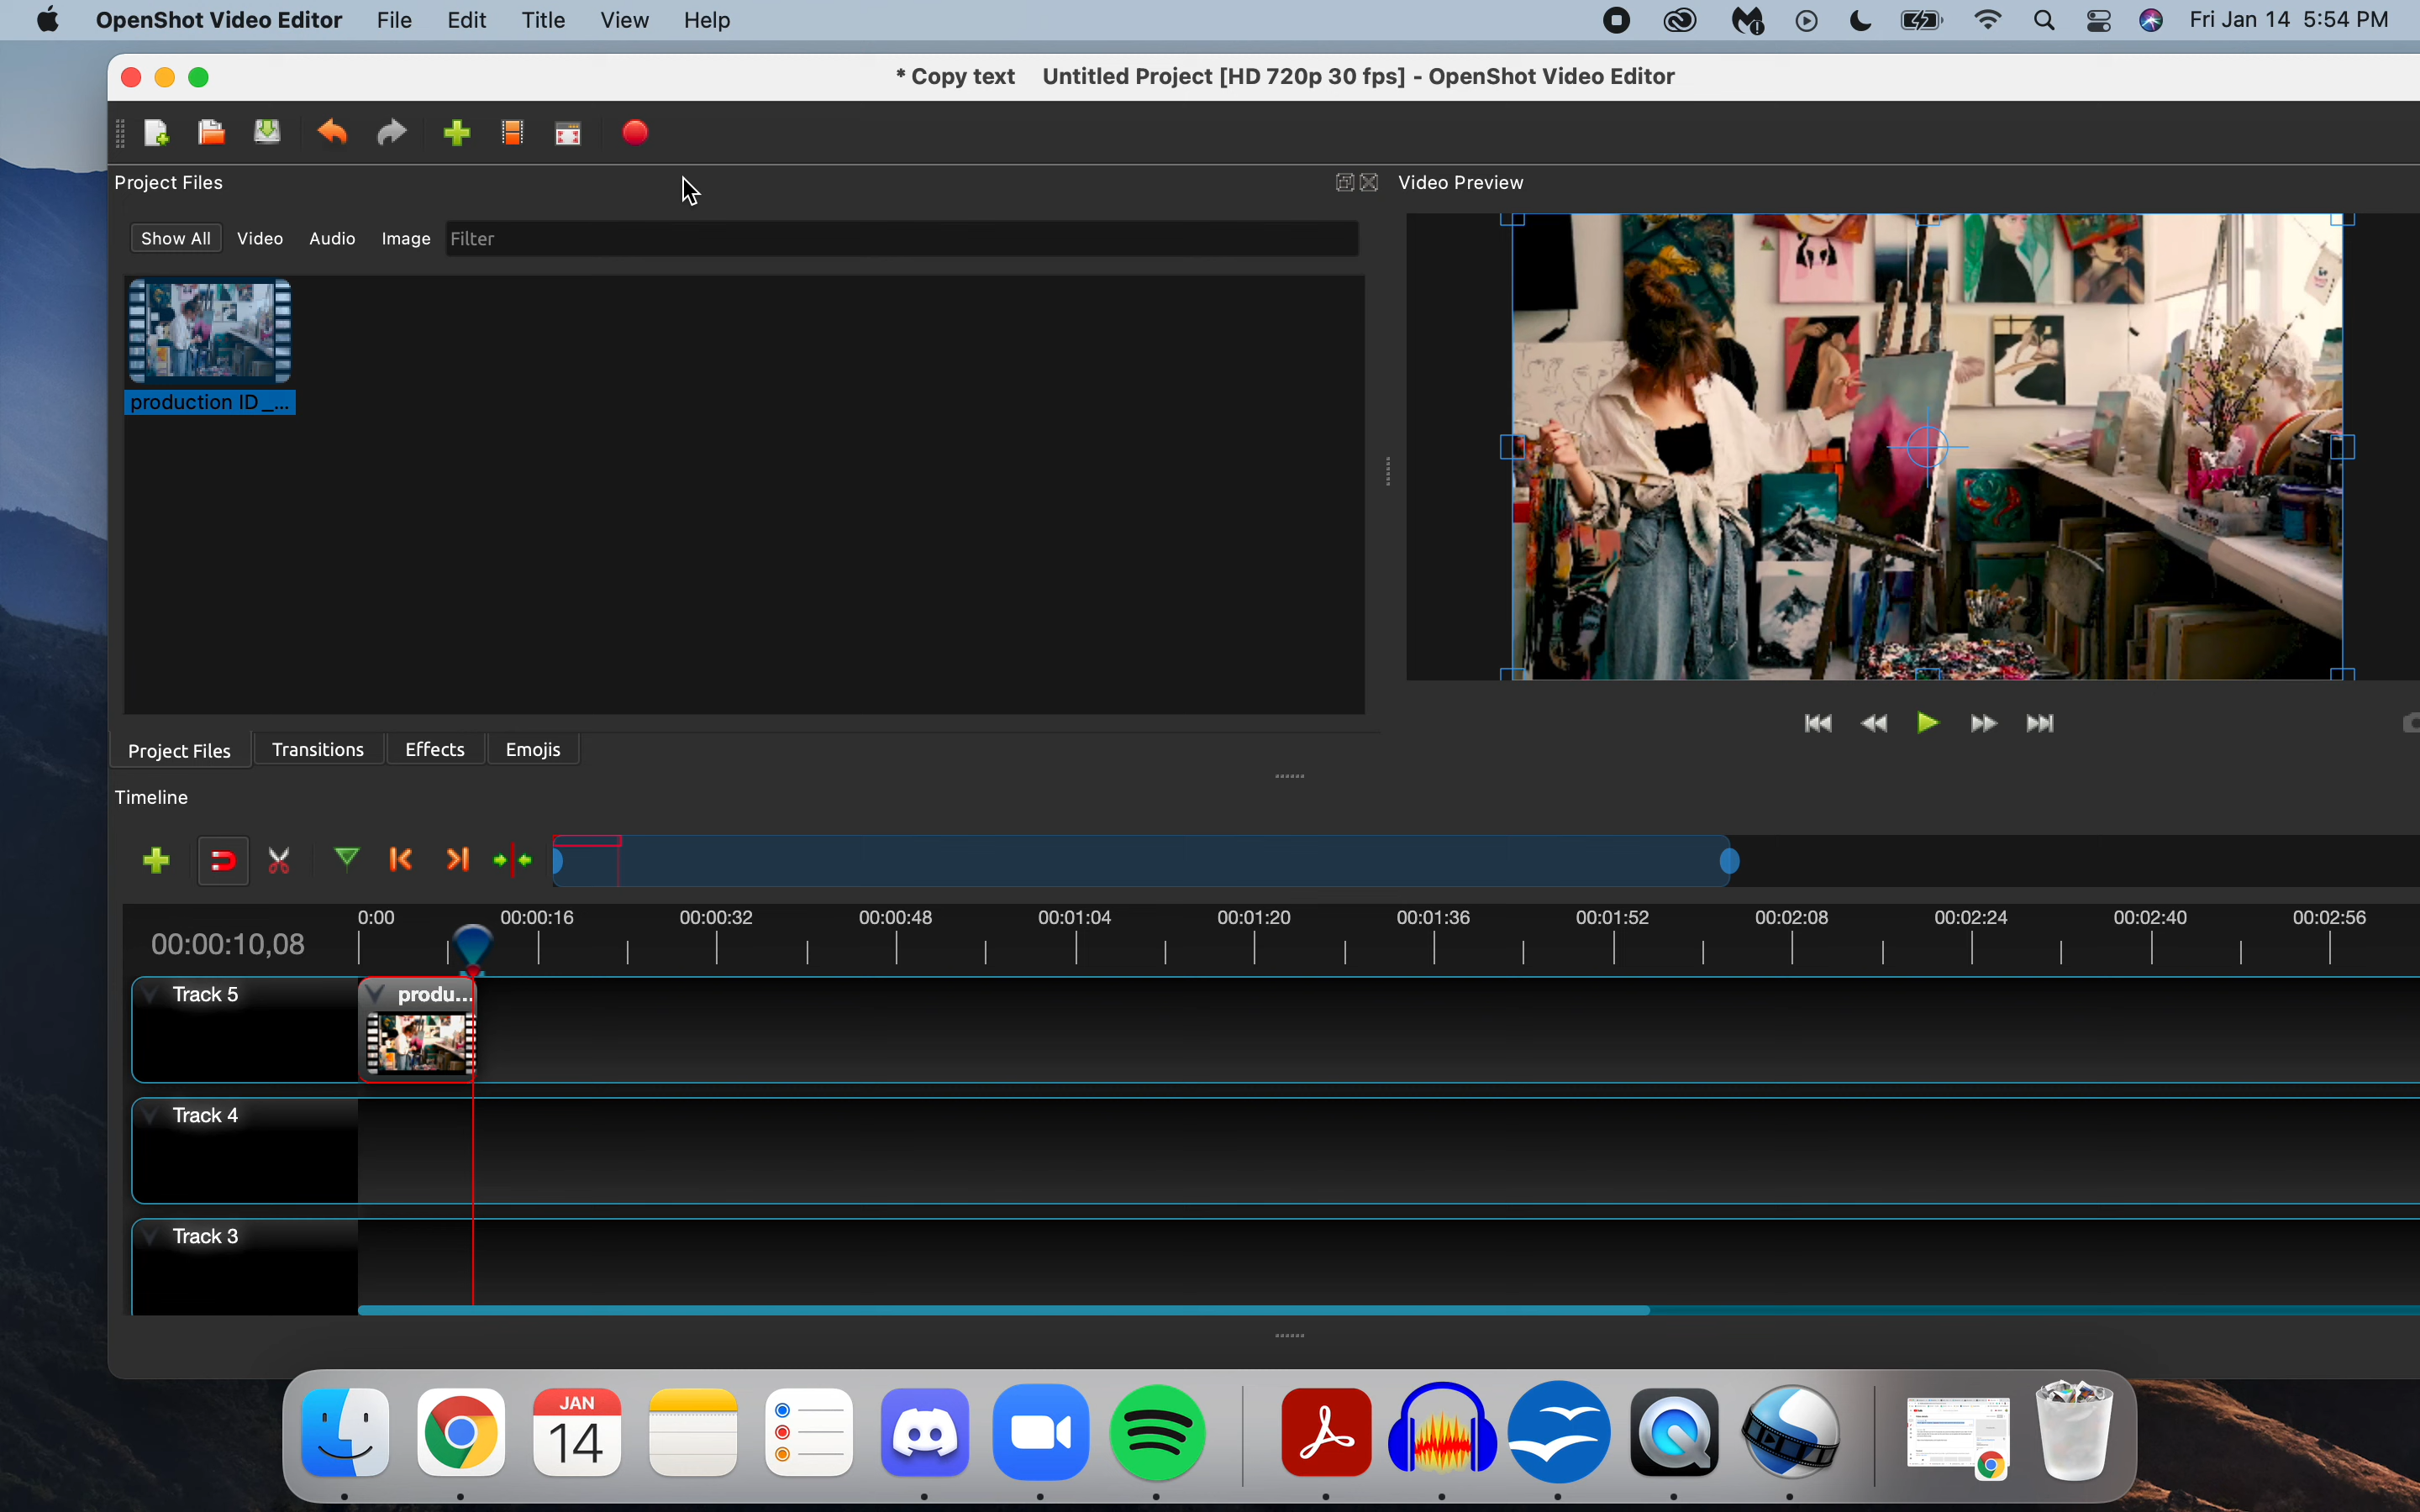 OpenShot Video Editor File Edit Title View Help Fri Jan 14 5:54 PM
* Copy text Untitled Project [HD 720p 30 fps] - OpenShot Video Editor
Project Files
Video Preview
Show All Video Audio Image Filter
production ID_...
Project Files Transitions Effects Emojis
Timeline
0:00 00:00:16 00:00:32 00:00:48 00:01:04 00:01:20 00:01:36 00:01:52 00:02:08 00:02:24 00:02:40 00:02:56
00:00:10,08
Track 5
produ...
Track 4
Track 3
JAN
14